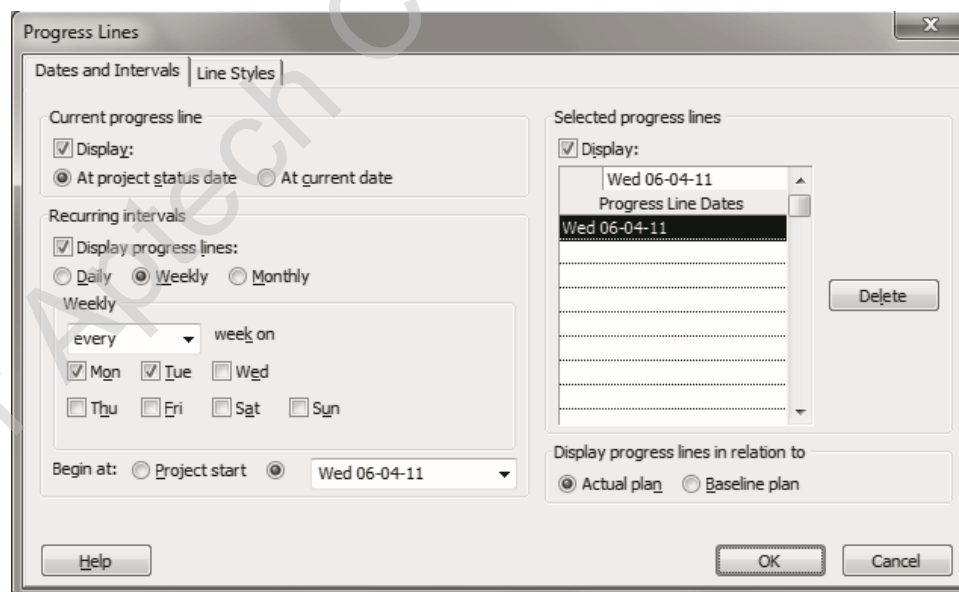 Progress Lines
Dates and Intervals
Line Styles
Current progress line
Display:
At project status date
At current date
Recurring intervals
Display progress lines:
Daily
Weekly
Monthly
Weekly
every
week on
Mon
Tue
Wed
Thu
Fri
Sat
Sun
Begin at:
Project start
Wed 06-04-11
Selected progress lines
Display:
Wed 06-04-11
Progress Line Dates
Wed 06-04-11
Delete
Display progress lines in relation to
Actual plan
Baseline plan
Help
OK
Cancel
Aptech